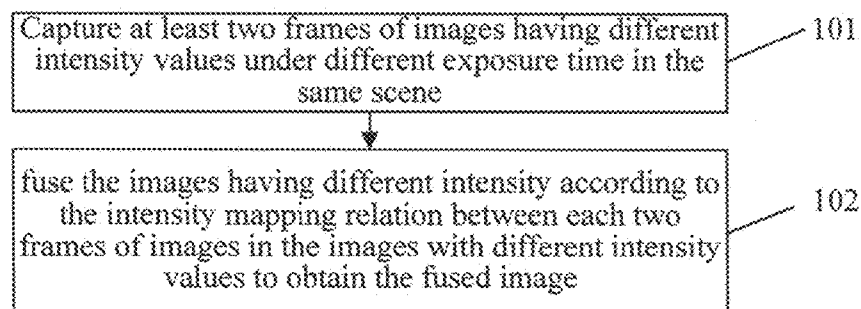 Capture at least two frames of images having different
intensity values under different exposure time in the
same scene
101
fuse the images having different intensity according to
the intensity mapping relation between each two
frames of images in the images with different intensity
values to obtain the fused image
102